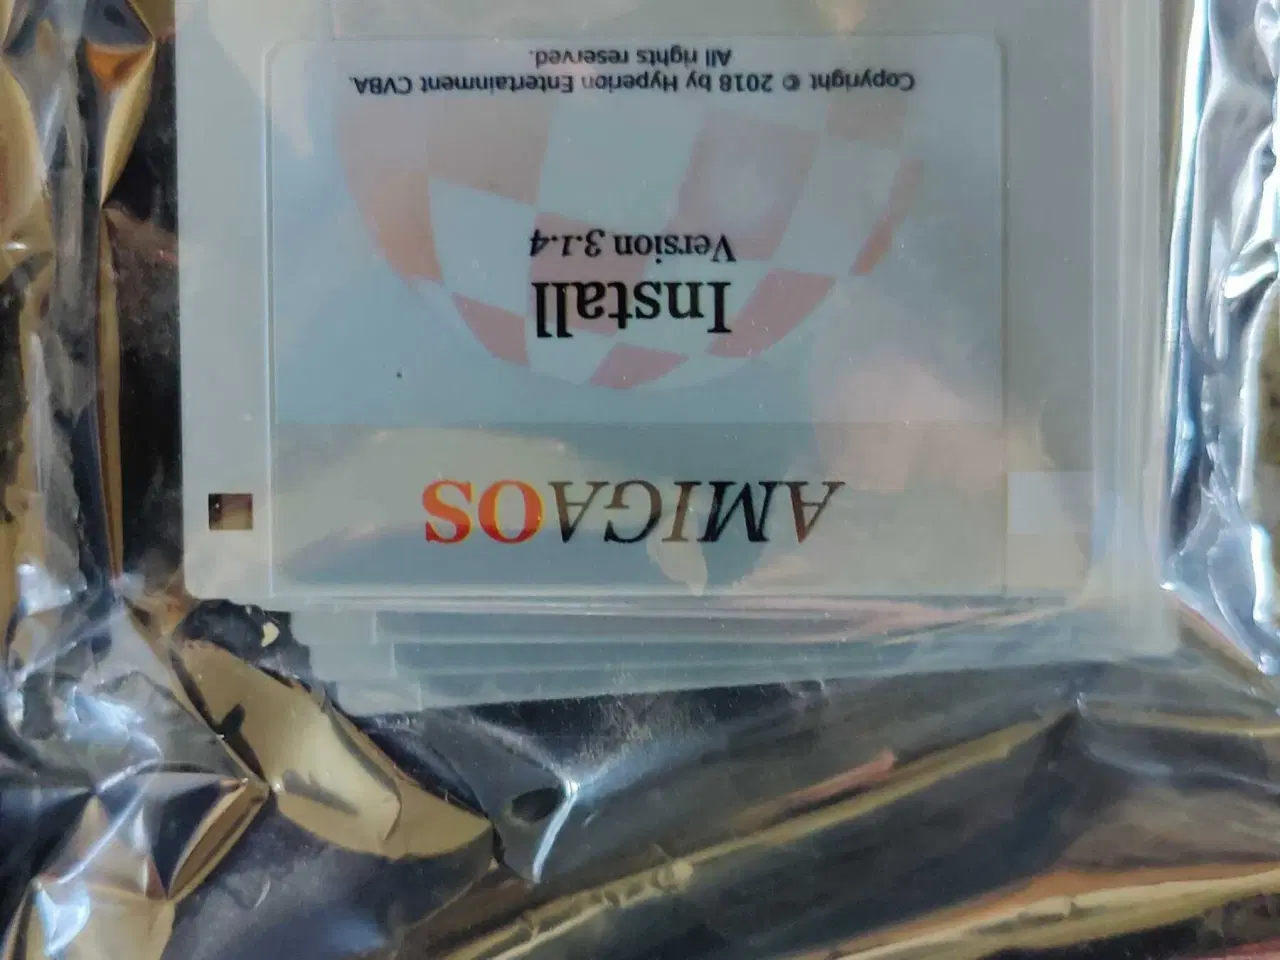 AMIGAOS
Install
Version 3.1.4
Copyright © 2018 by Hyperion Entertainment CVBA.
All rights reserved.